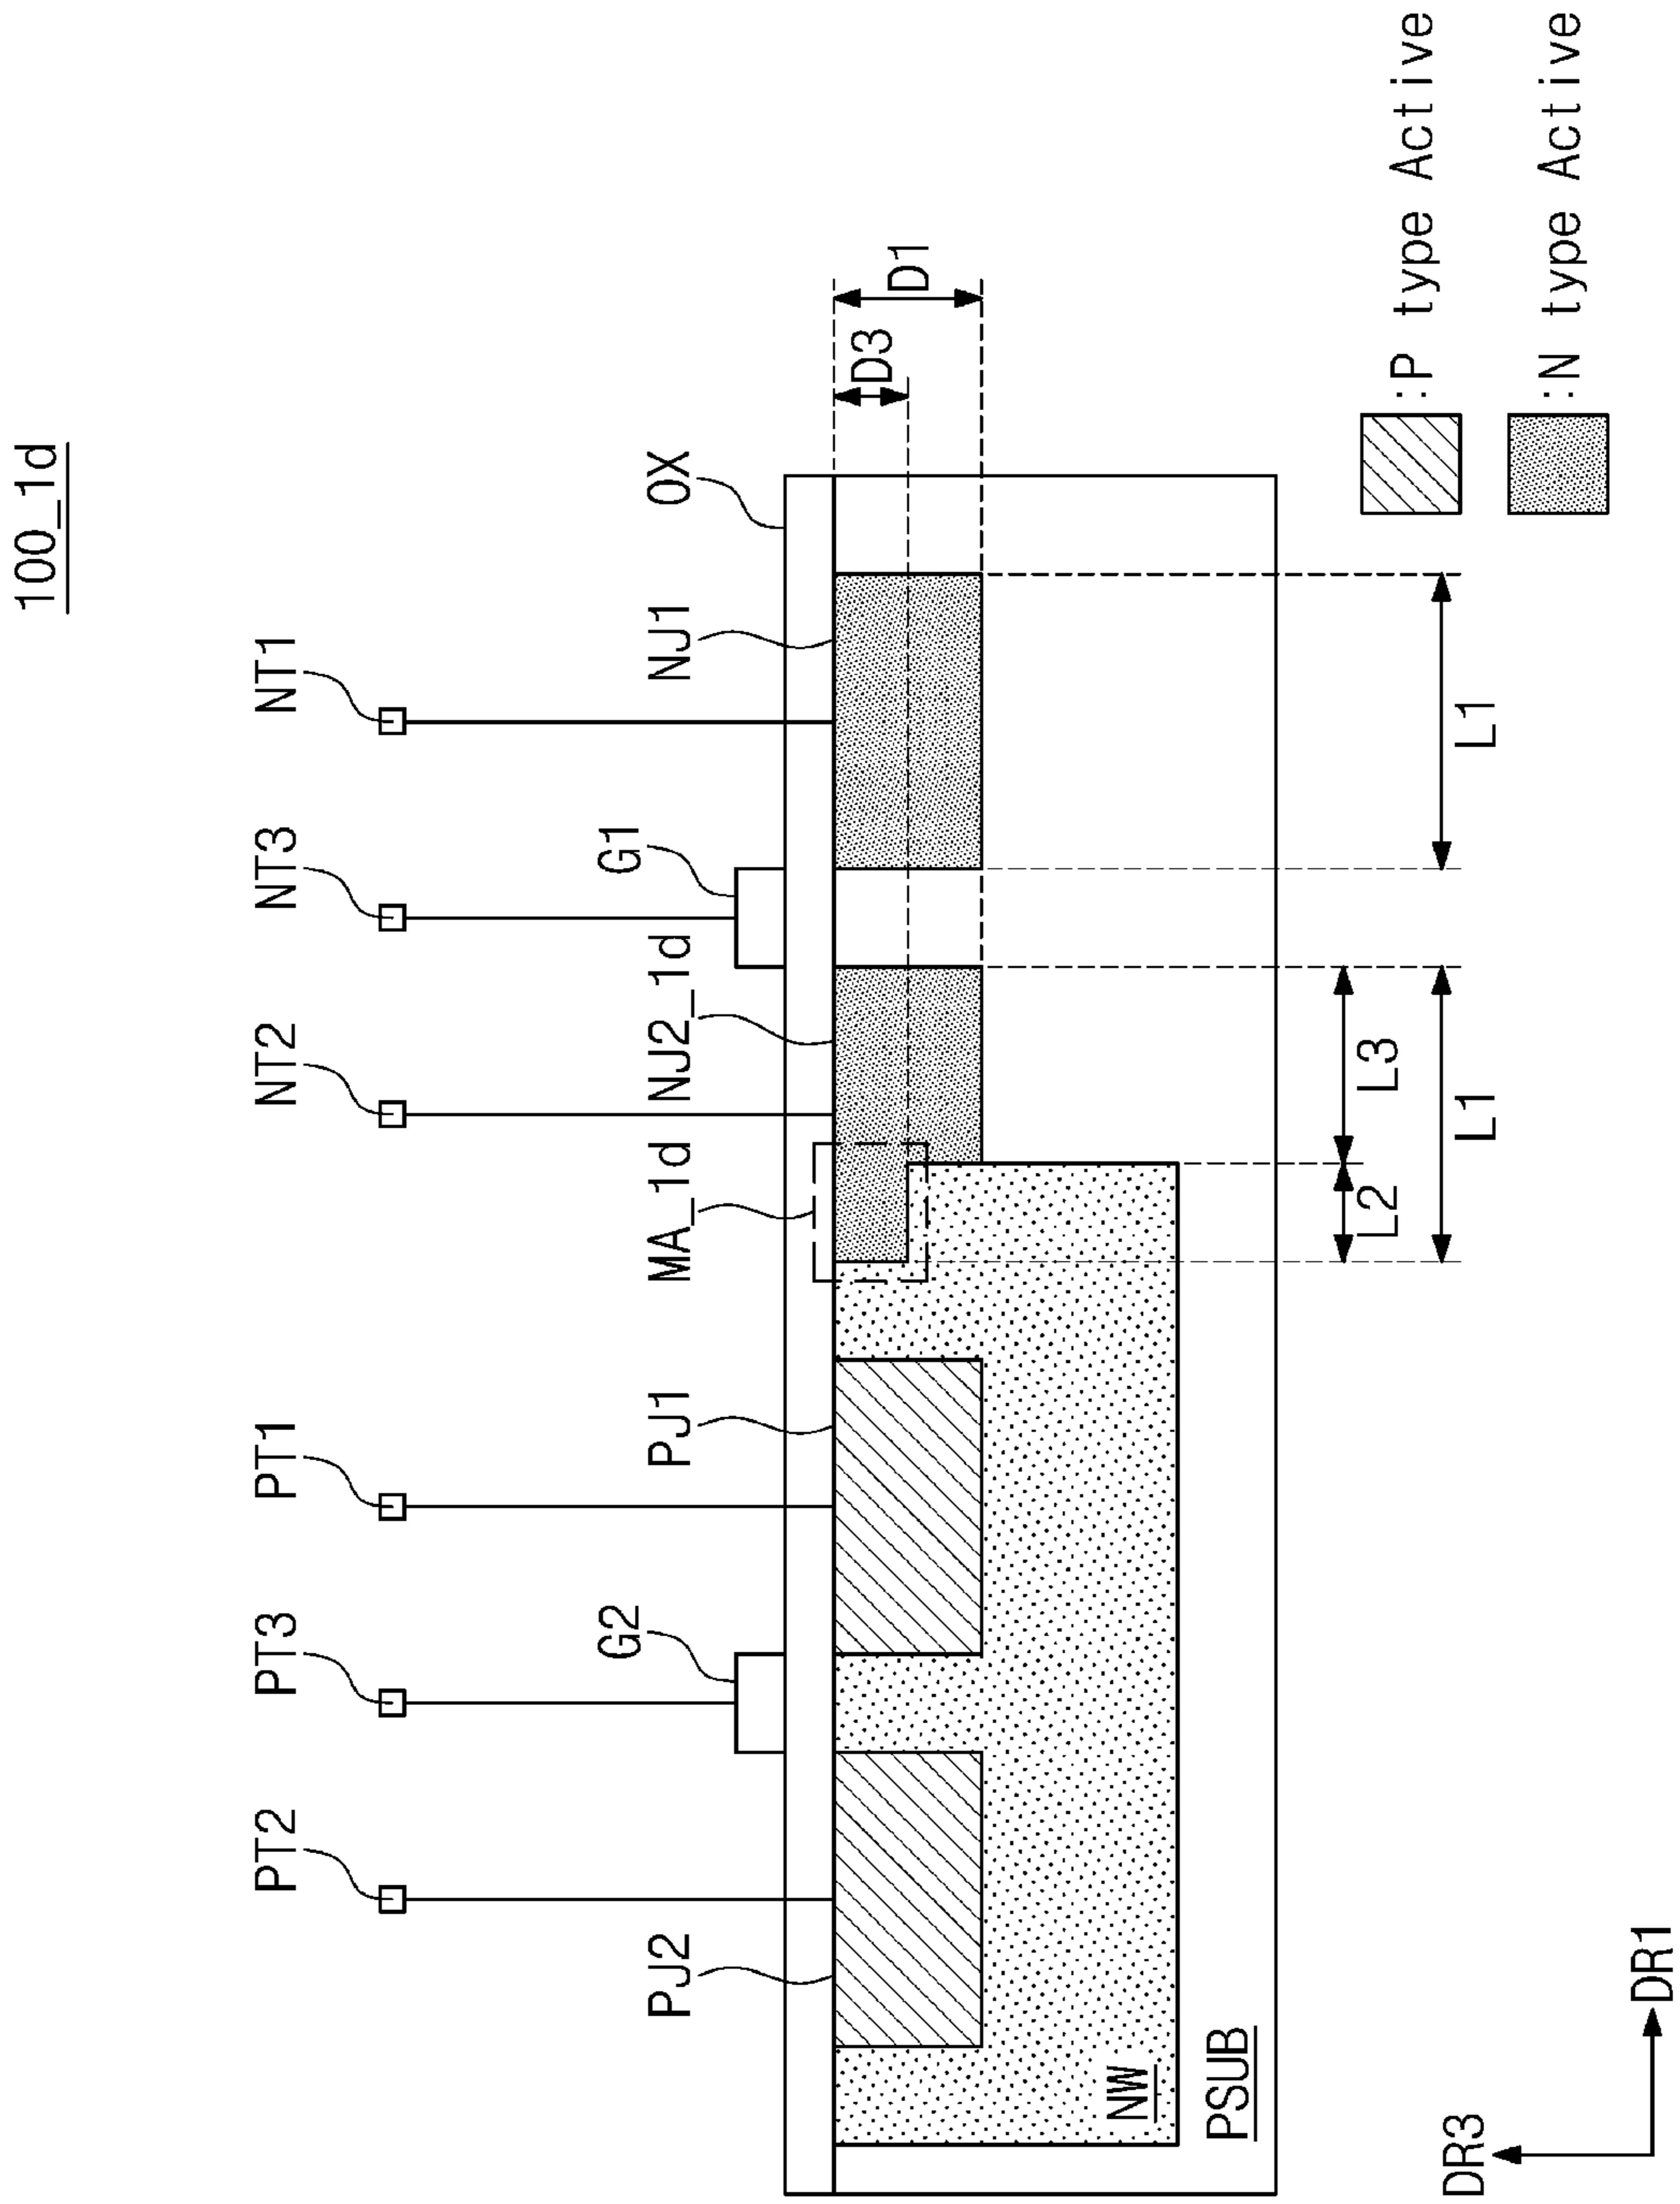 100_1d
PT2
PT3
PT1
NT2
NT3
NT1
G2
G1
PJ2
PJ1
MA_1d
NJ2_1d
NJ1
OX
D3
D1
NW
PSUB
L2
L3
L1
L1
:P type Active
:N type Active
DR3
DR1